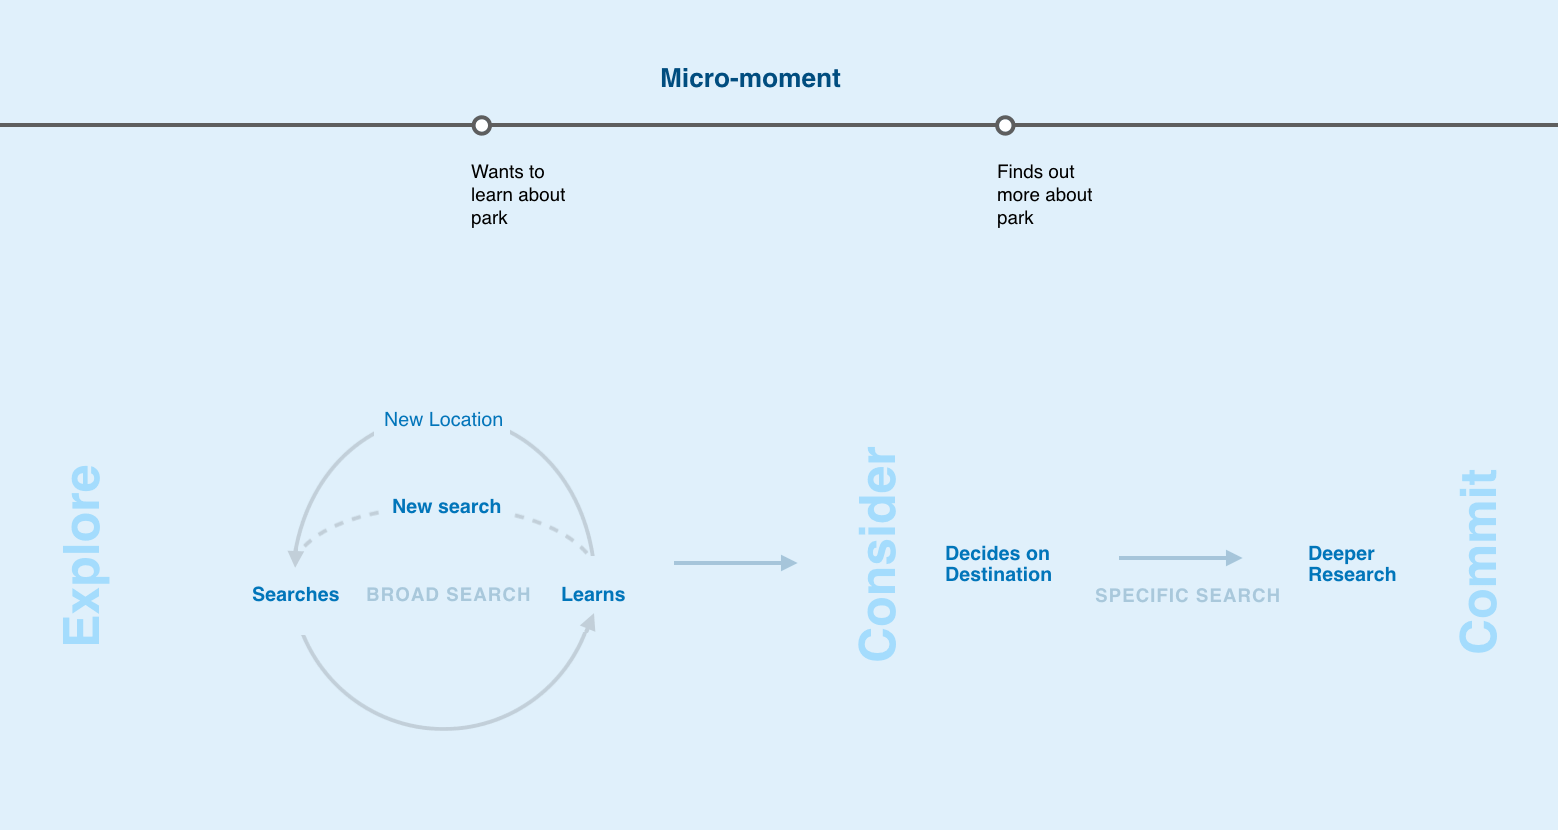 Micro-moment
Wants to
learn about
park
Finds out
more about
park
Explore
New Location
New search
Searches
BROAD SEARCH
Learns
Consider
Decides on
Destination
SPECIFIC SEARCH
Deeper
Research
Commit